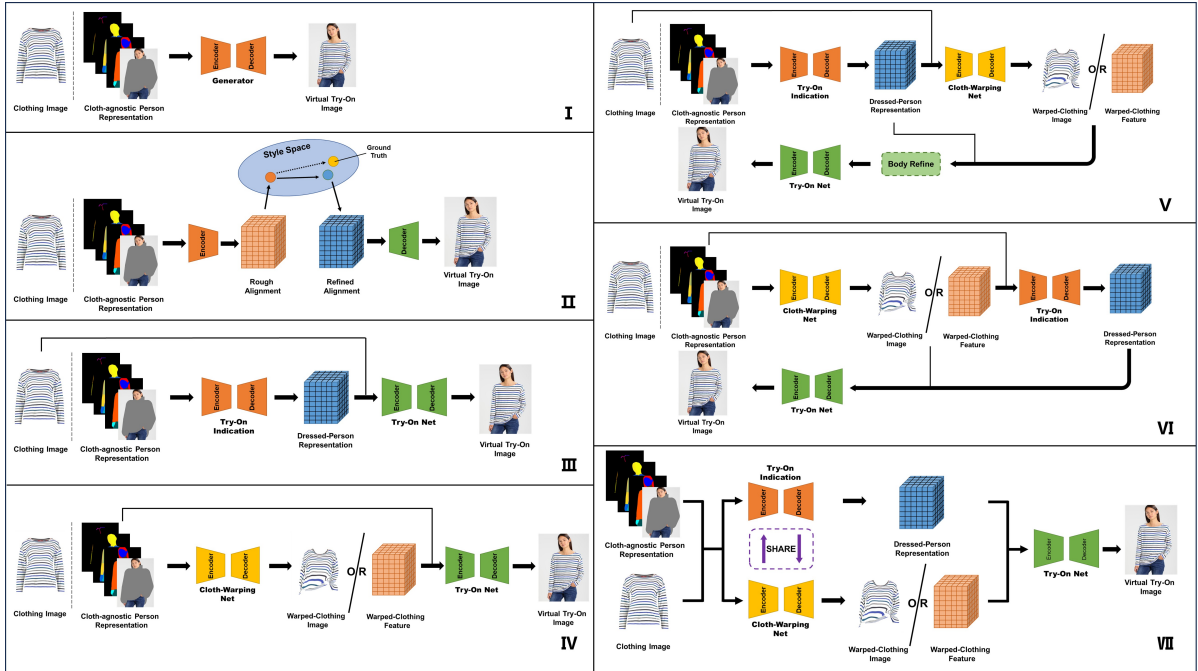 Clothing Image
Cloth-agnostic Person
Representation
Encoder
Decoder
Generator
Virtual Try-On
Image
I
Style Space
Ground
Truth
Clothing Image
Cloth-agnostic Person
Representation
Encoder
Rough
Alignment
Refined
Alignment
Decoder
Virtual Try-On
Image
II
Clothing Image
Cloth-agnostic Person
Representation
Encoder
Decoder
Try-On
Indication
Dressed-Person
Representation
Encoder
Decoder
Try-On Net
Virtual Try-On
Image
III
Clothing Image
Cloth-agnostic Person
Representation
Encoder
Decoder
Cloth-Warping
Net
Warped-Clothing
Image
OR
Warped-Clothing
Feature
Encoder
Decoder
Try-On Net
Virtual Try-On
Image
IV
Clothing Image
Cloth-agnostic Person
Representation
Encoder
Decoder
Try-On
Indication
Dressed-Person
Representation
Encoder
Decoder
Cloth-Warping
Net
Warped-Clothing
Image
OR
Warped-Clothing
Feature
Body Refine
Encoder
Decoder
Try-On Net
Virtual Try-On
Image
V
Clothing Image
Cloth-agnostic Person
Representation
Encoder
Decoder
Cloth-Warping
Net
Warped-Clothing
Image
OR
Warped-Clothing
Feature
Encoder
Decoder
Try-On
Indication
Dressed-Person
Representation
Encoder
Decoder
Try-On Net
Virtual Try-On
Image
VI
Cloth-agnostic Person
Representation
Clothing Image
Try-On
Indication
Encoder
Decoder
SHARE
Encoder
Decoder
Cloth-Warping
Net
Dressed-Person
Representation
Warped-Clothing
Image
OR
Warped-Clothing
Feature
Encoder
Decoder
Try-On Net
Virtual Try-On
Image
VII